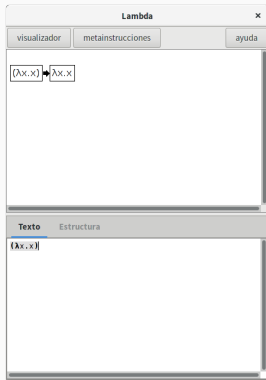 Lambda ×
visualizador metainstrucciones ayuda
(λx.x) ➡ λx.x
Texto Estructura
(λx.x)